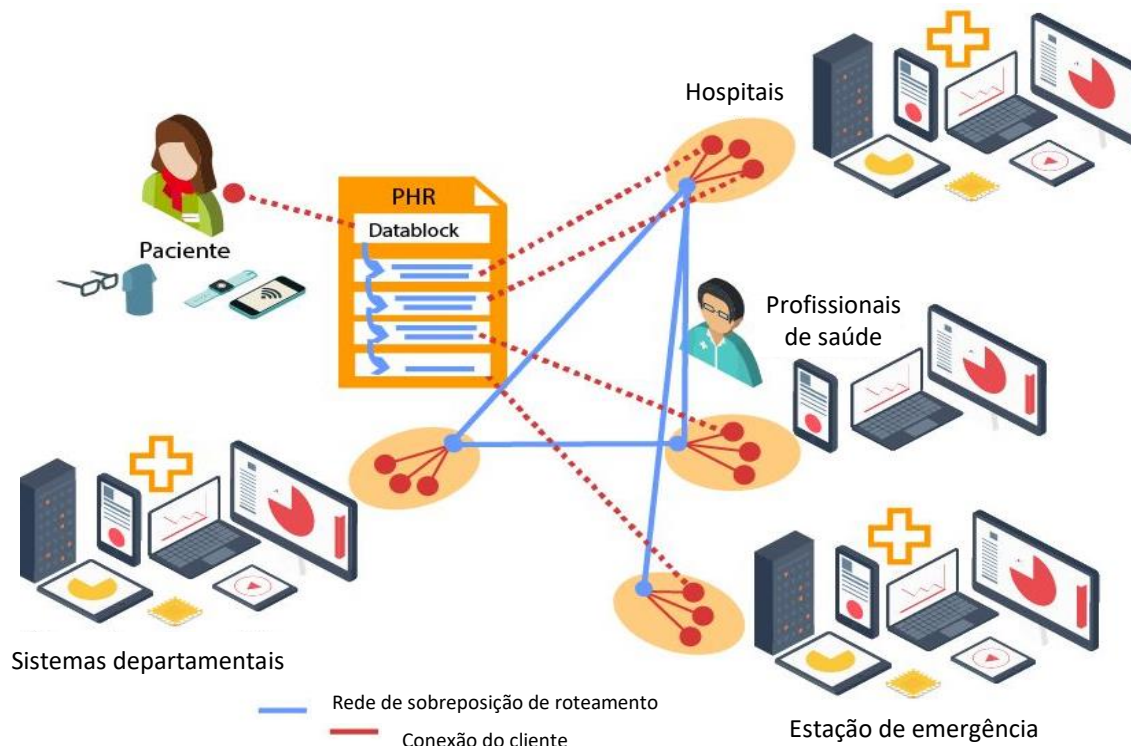 Hospitais
PHR
Datablock
Paciente
Profissionais
de saúde
Sistemas departamentais
Rede de sobreposição de roteamento
Conexão do cliente
Estação de emergência